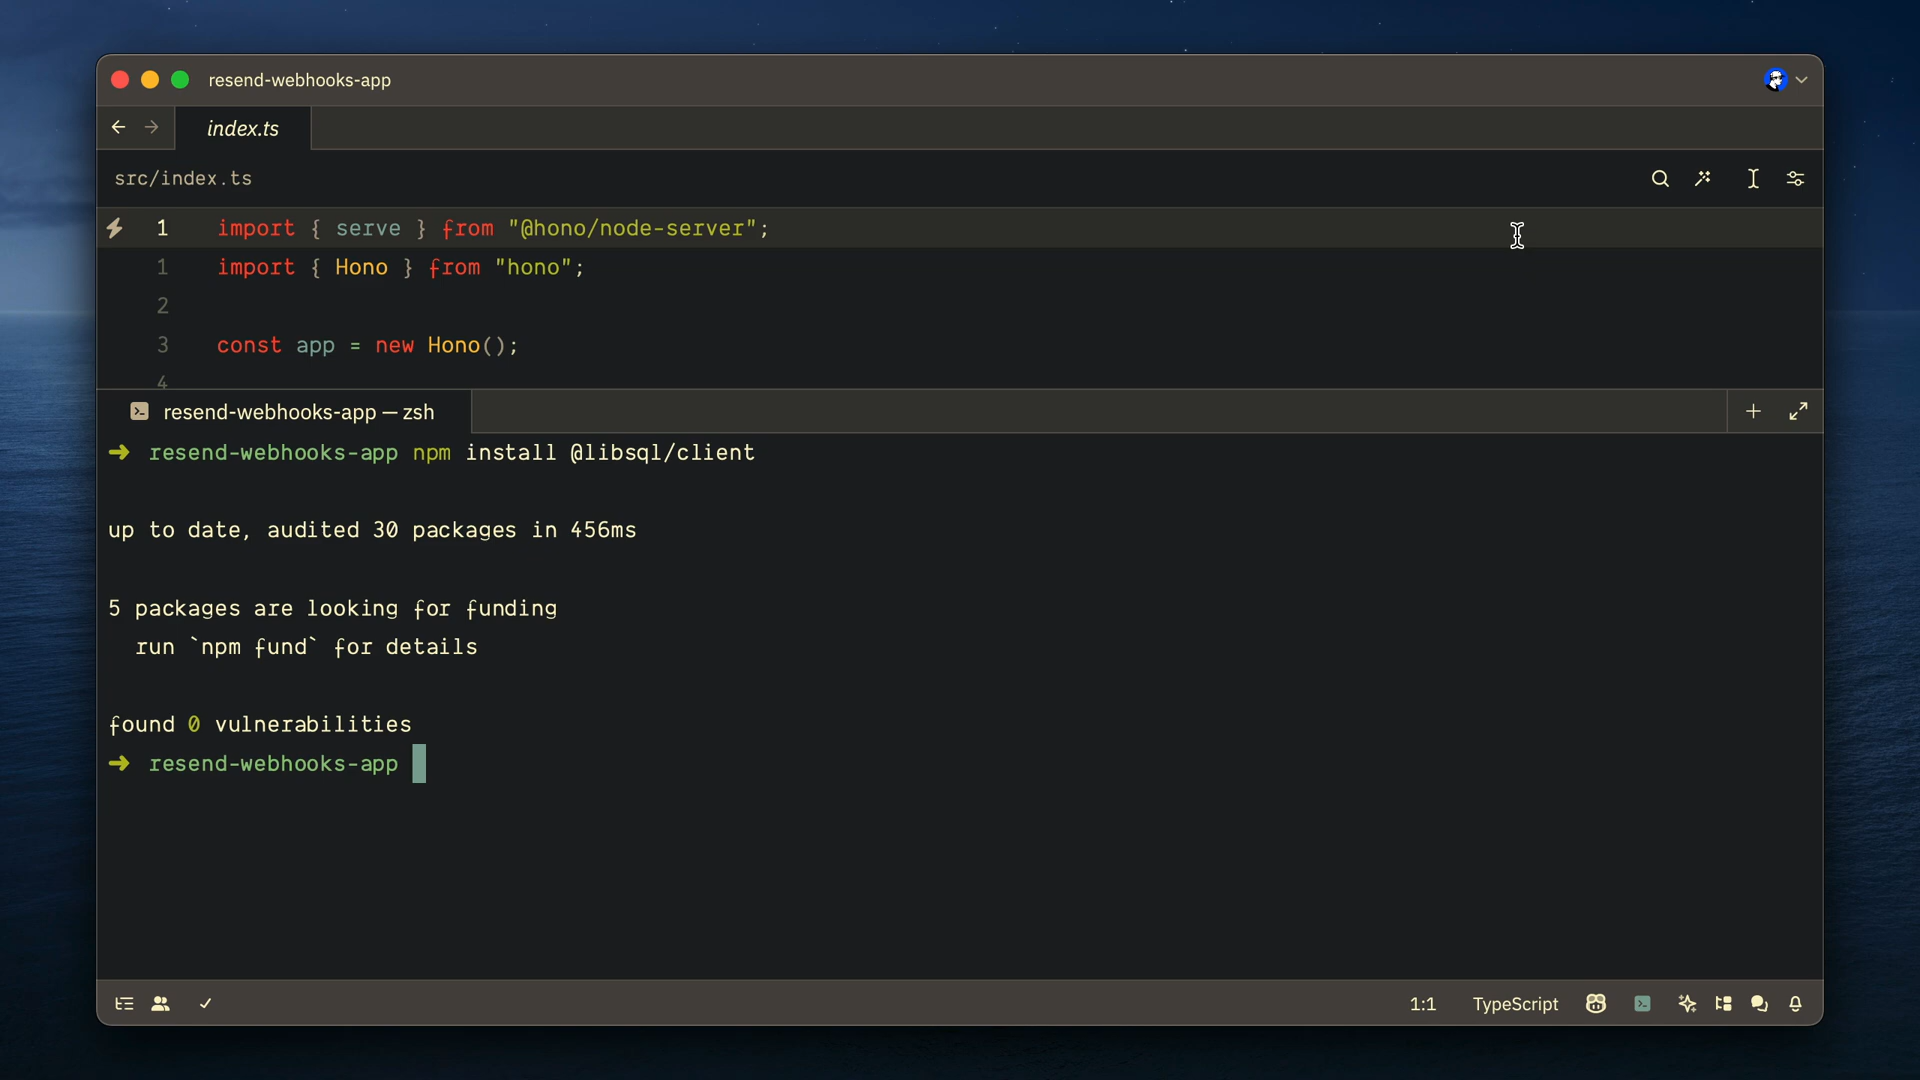 resend-webhooks-app
index.ts
src/index.ts
1 import { serve } from "@hono/node-server";
1 import { Hono } from "hono";
2
3 const app = new Hono();
4
resend-webhooks-app — zsh
➜ resend-webhooks-app npm install @libsql/client
up to date, audited 30 packages in 456ms
5 packages are looking for funding
run `npm fund` for details
found 0 vulnerabilities
➜ resend-webhooks-app
1:1 TypeScript